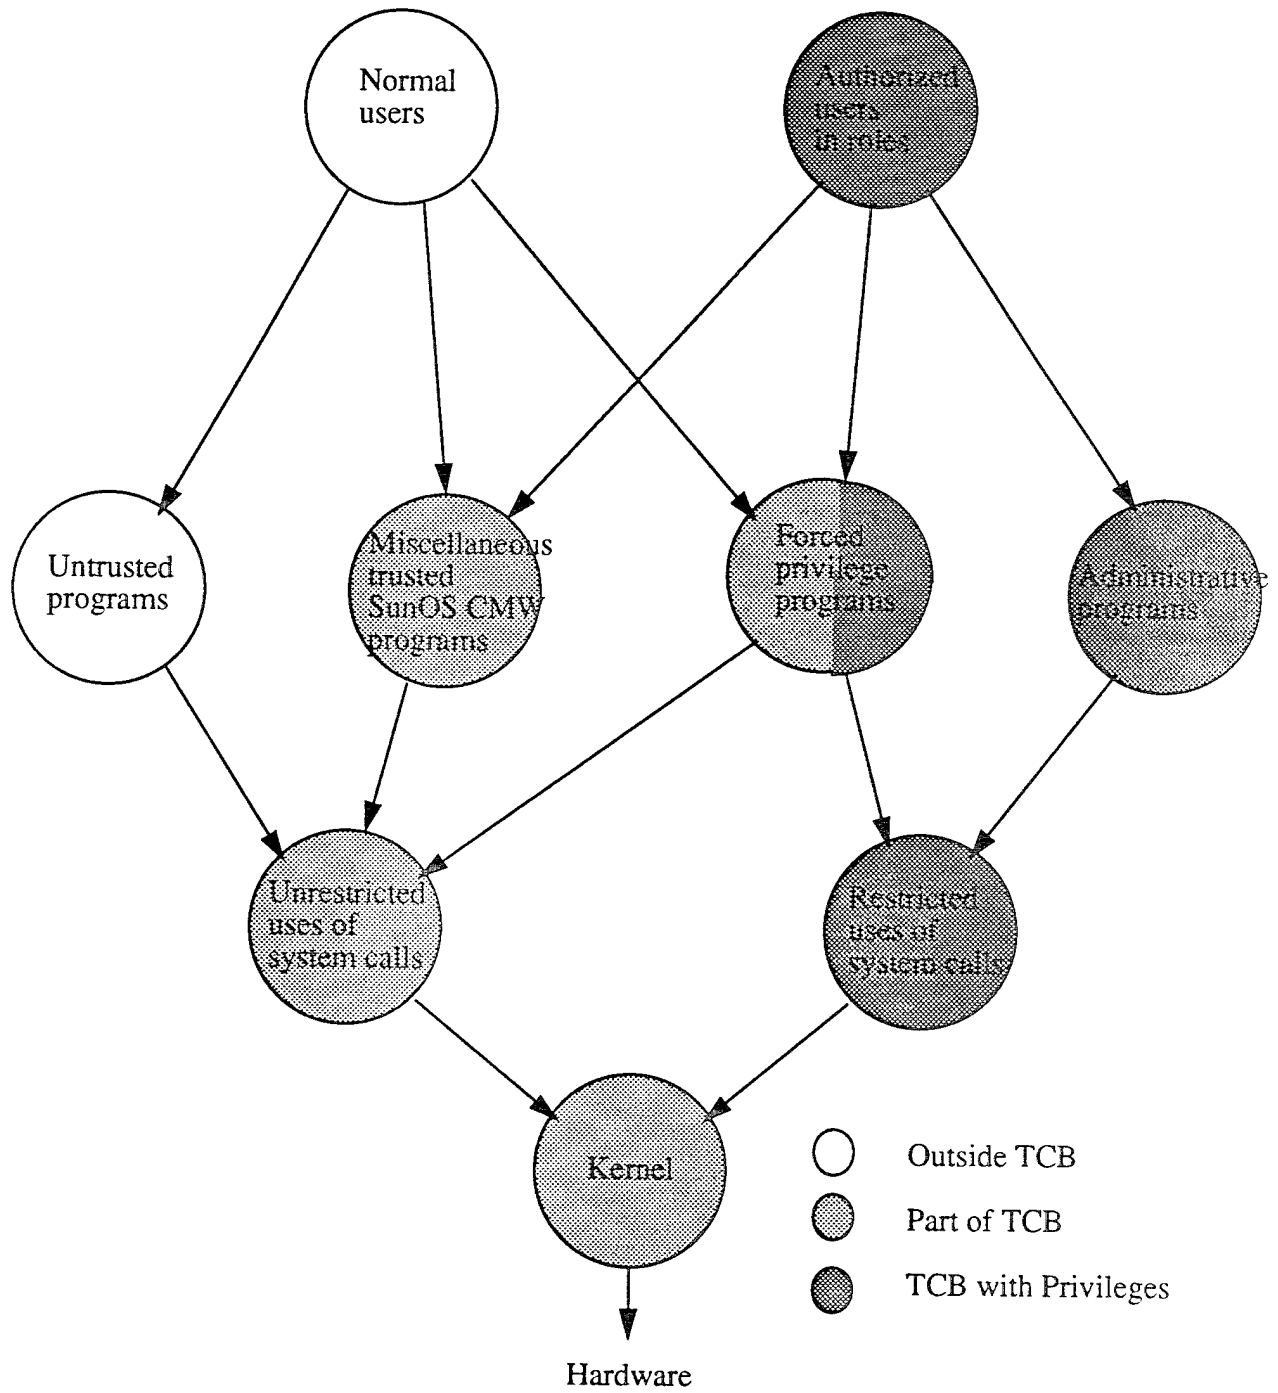 Normal
users
Authorized
users
in roles
Untrusted
programs
Miscellaneous
trusted
SunOS CMW
programs
Forced
privilege
programs
Administrative
programs
Unrestricted
uses of
system calls
Restricted
uses of
system calls
Kernel
Outside TCB
Part of TCB
TCB with Privileges
Hardware